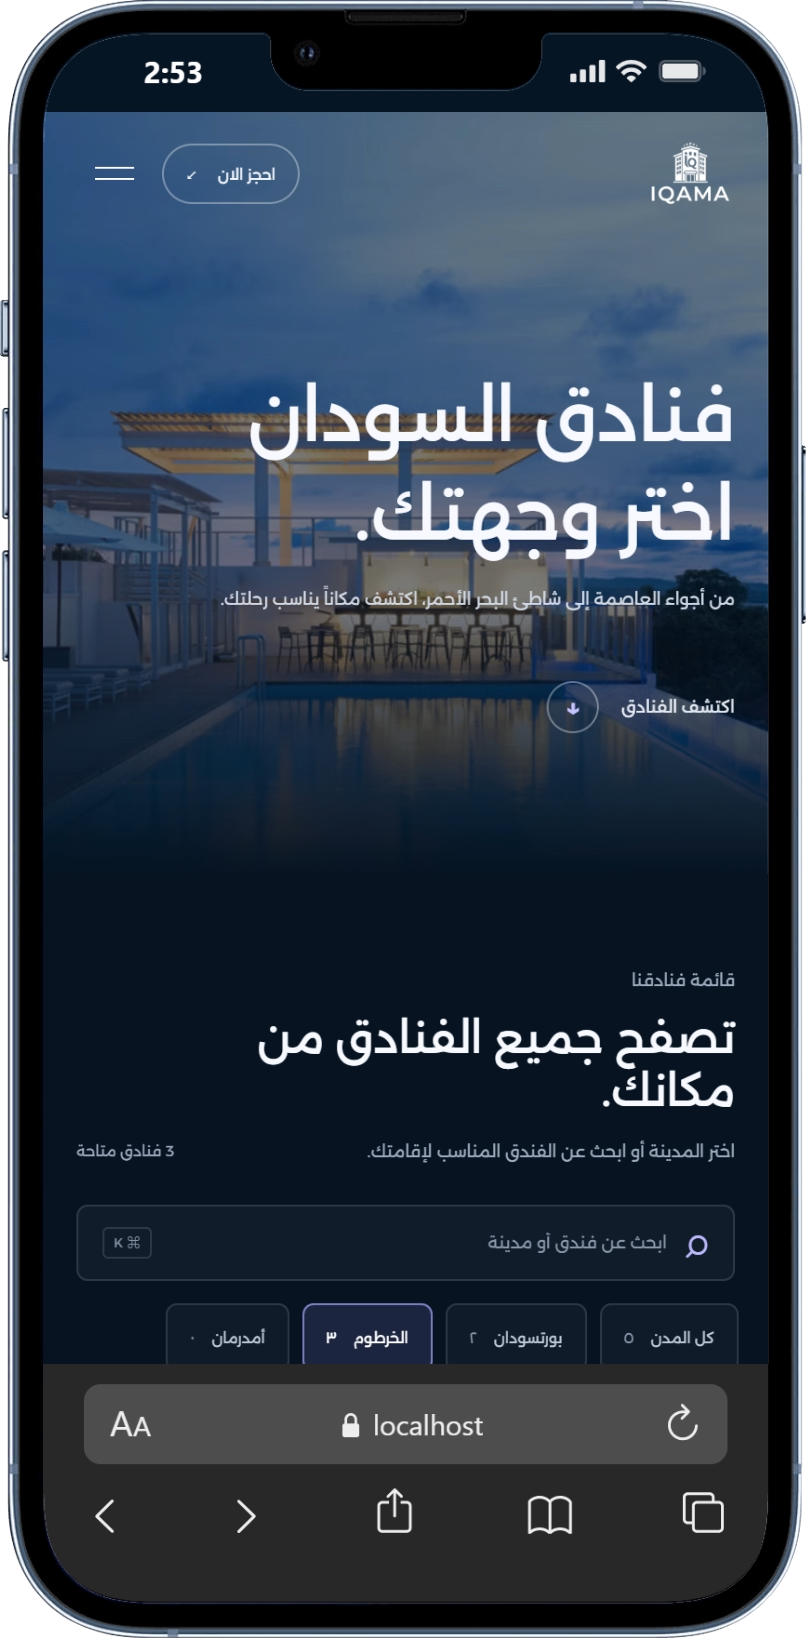 2:53
IQ
IQAMA
احجز الان ↙
فنادق السودان
اختر وجهتك.
من أجواء العاصمة إلى شاطئ البحر الأحمر، اكتشف مكاناً يناسب رحلتك.
اكتشف الفنادق
قائمة فنادقنا
تصفح جميع الفنادق من
مكانك.
اختر المدينة أو ابحث عن الفندق المناسب لإقامتك.
3 فنادق متاحة
ابحث عن فندق أو مدينة
⌘ K
كل المدن ٥
بورتسودان ٢
الخرطوم ٣
أمدرمان ٠
AA
localhost